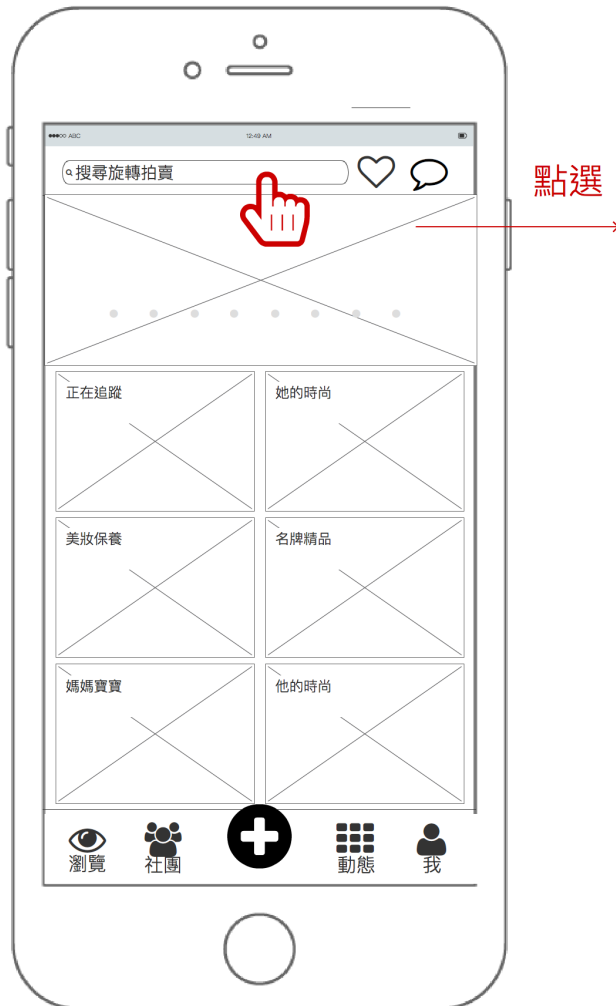 ABC 12:49 AM
搜尋旋轉拍賣
點選
正在追蹤 她的時尚
美妝保養 名牌精品
媽媽寶寶 他的時尚
瀏覽 社團 動態 我